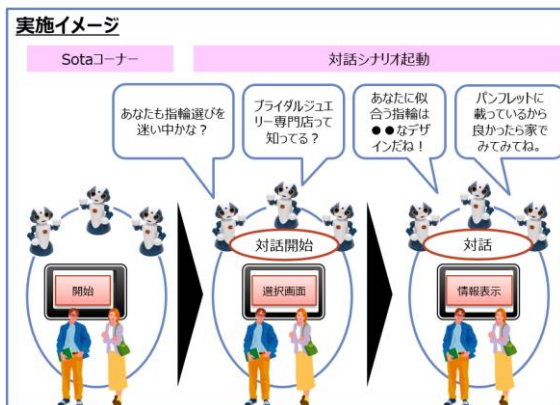 実施イメージ
Sotaコーナー
対話シナリオ起動
あなたも指輪選びを
迷い中かな？
ブライダルジュエ
リー専門店って
知ってる？
あなたに似
合う指輪は
●●なデザ
インだね！
パンフレットに
載っているから
良かったら家で
みてみてね。
対話開始
対話
開始
選択画面
情報表示